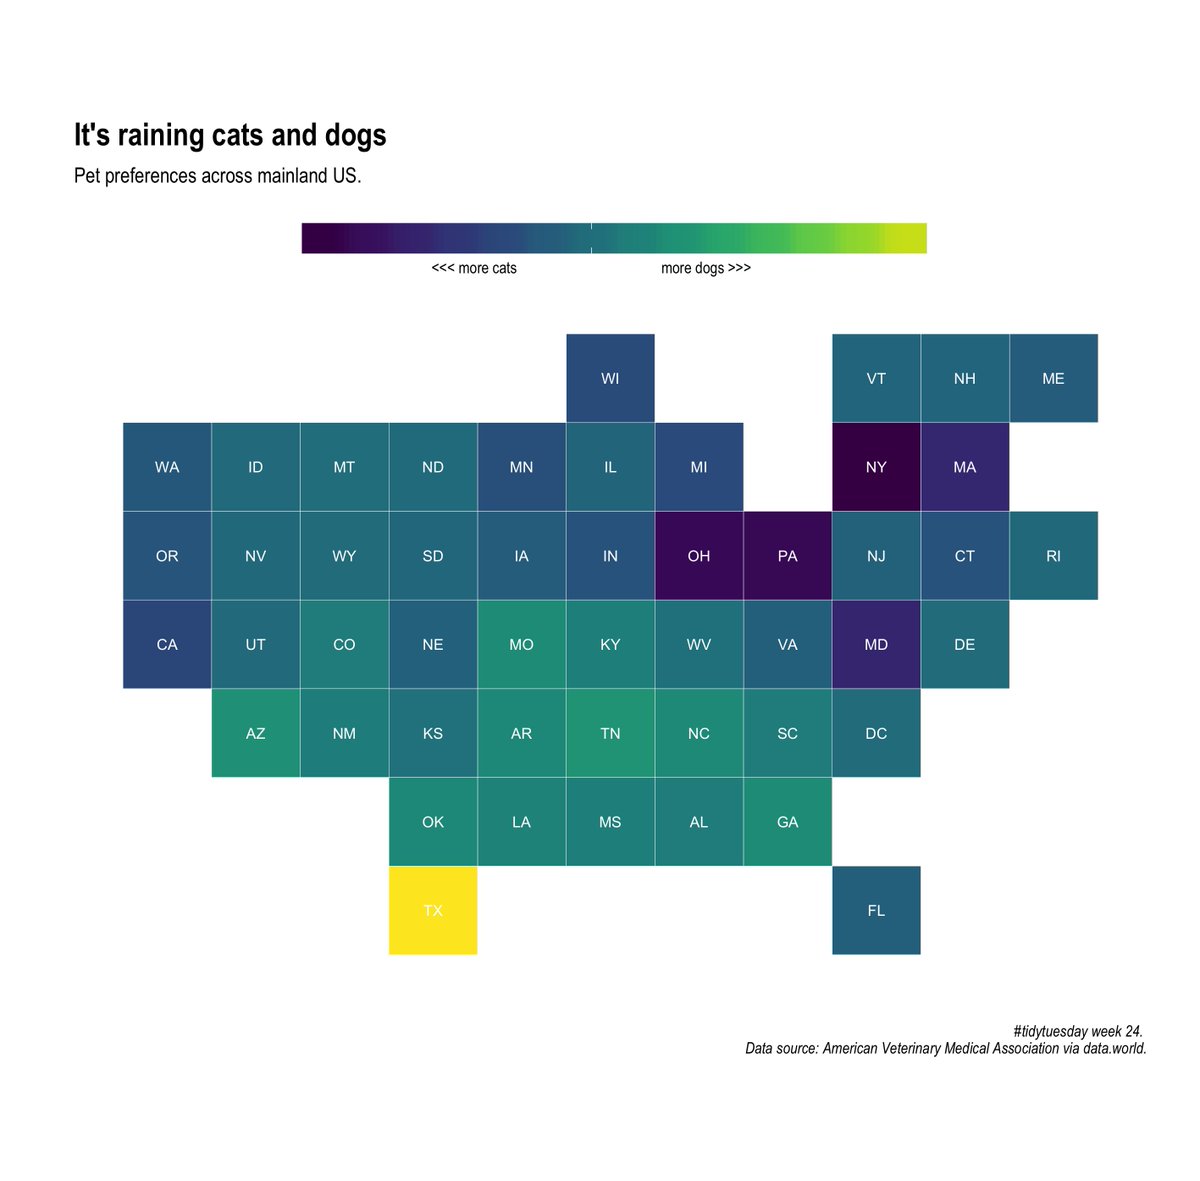 It's raining cats and dogs
Pet preferences across mainland US.
<<< more cats more dogs >>>
WI VT NH ME
WA ID MT ND MN IL MI NY MA
OR NV WY SD IA IN OH PA NJ CT RI
CA UT CO NE MO KY WV VA MD DE
AZ NM KS AR TN NC SC DC
OK LA MS AL GA
TX FL
#tidytuesday week 24.
Data source: American Veterinary Medical Association via data.world.